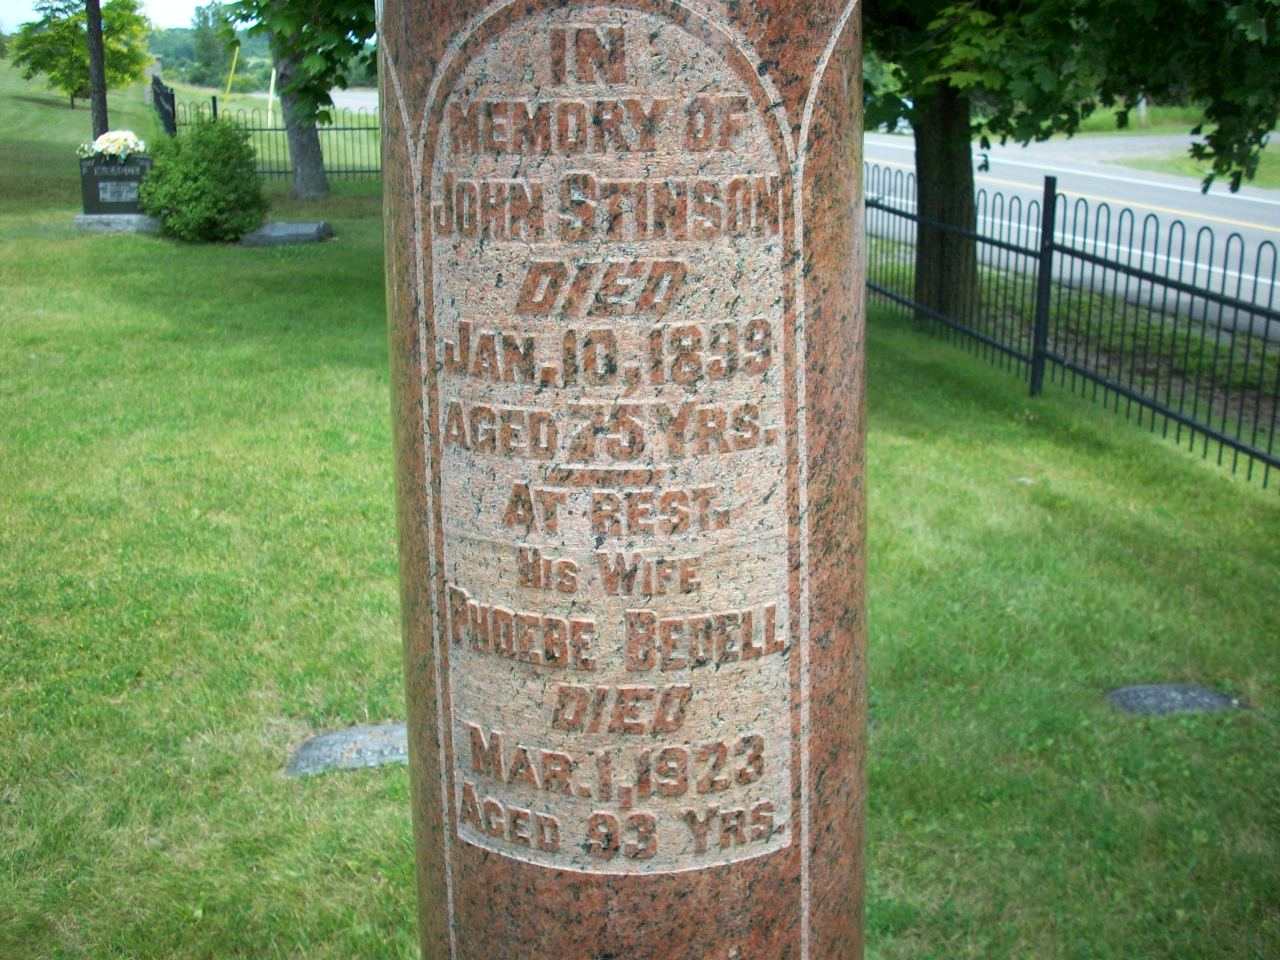 IN
MEMORY OF
JOHN STINSON
DIED
JAN. 10, 1899
AGED 75 YRS.
AT REST.
HIS WIFE
PHOEBE BEDELL
DIED
MAR. 1, 1923
AGED 93 YRS.